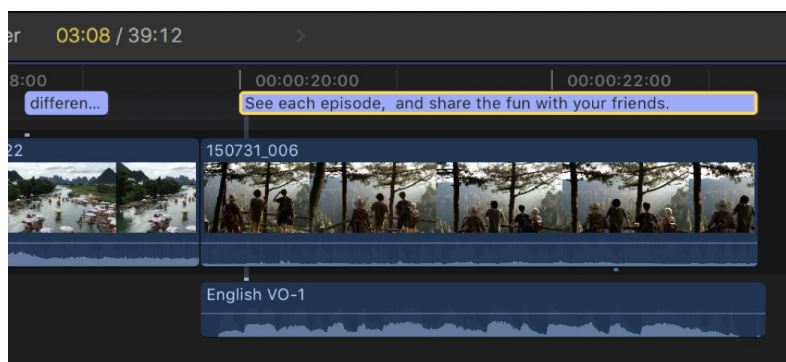 er 03:08 / 39:12
8:00 00:00:20:00 00:00:22:00
differen... See each episode, and share the fun with your friends.
22 150731_006
English VO-1